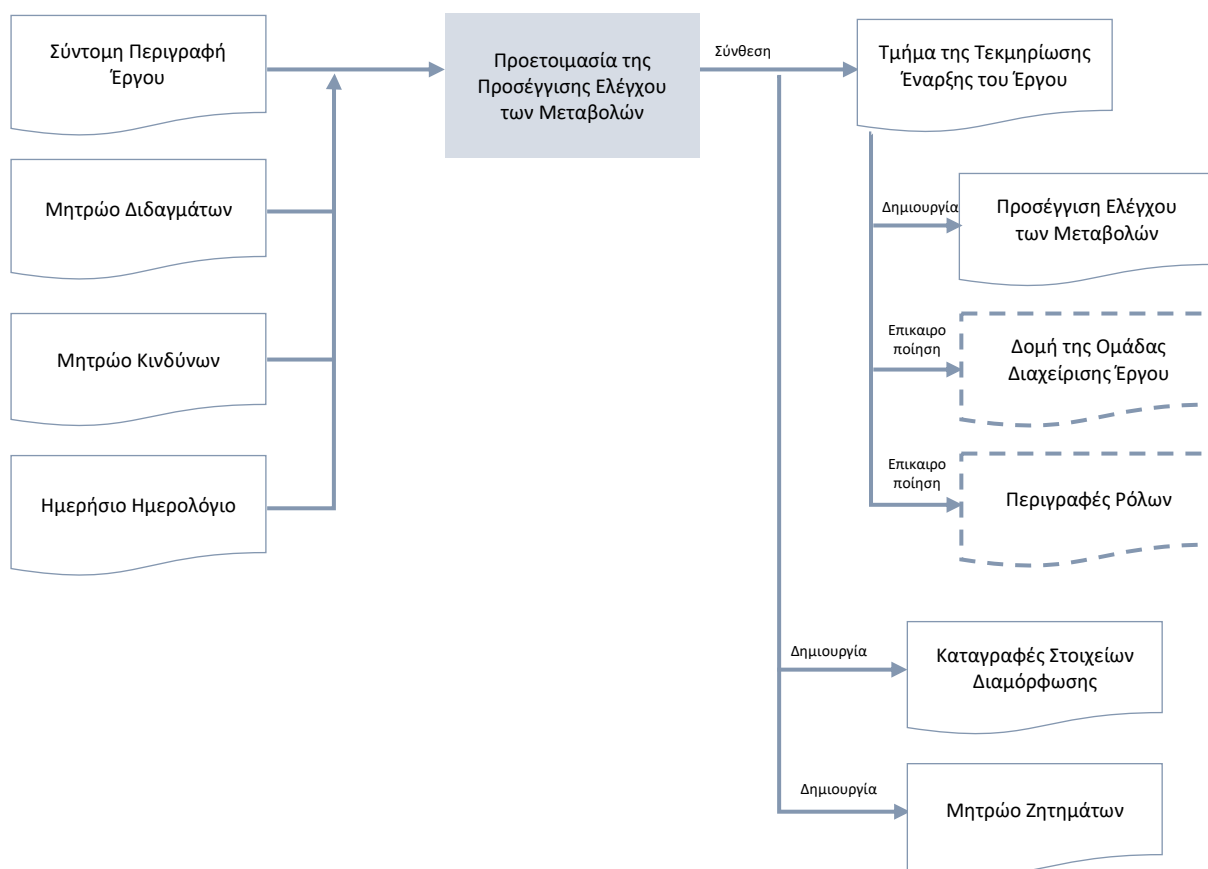 Σύντομη Περιγραφή
Έργου
Προετοιμασία της
Προσέγγισης Ελέγχου
των Μεταβολών
Σύνθεση
Τμήμα της Τεκμηρίωσης
Έναρξης του Έργου
Μητρώο Διδαγμάτων
Δημιουργία
Προσέγγιση Ελέγχου
των Μεταβολών
Μητρώο Κινδύνων
Επικαιρο
ποίηση
Δομή της Ομάδας
Διαχείρισης Έργου
Ημερήσιο Ημερολόγιο
Επικαιρο
ποίηση
Περιγραφές Ρόλων
Δημιουργία
Καταγραφές Στοιχείων
Διαμόρφωσης
Δημιουργία
Μητρώο Ζητημάτων